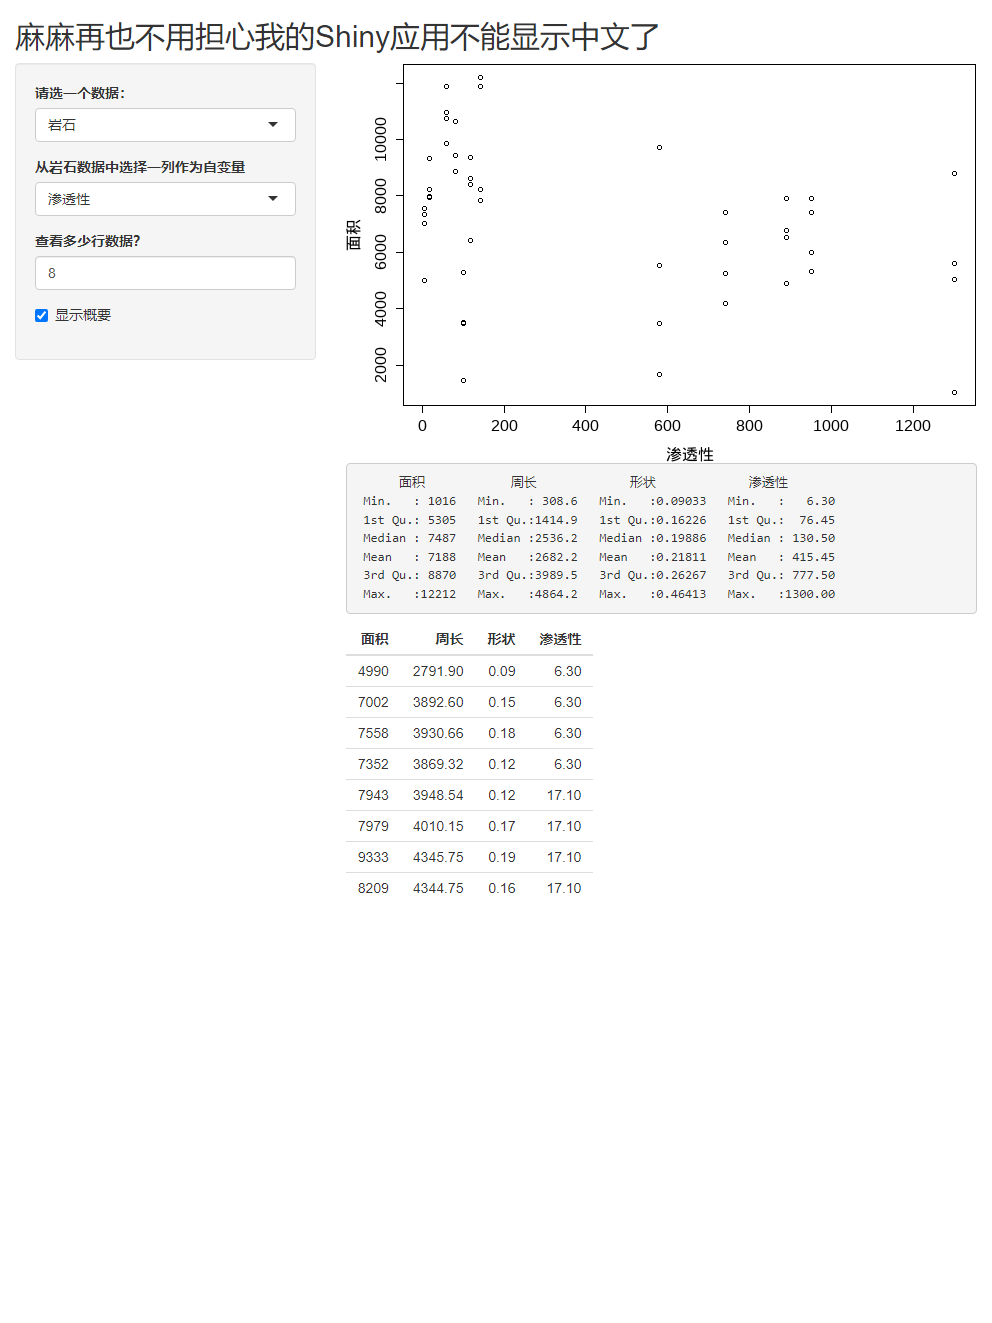 麻麻再也不用担心我的Shiny应用不能显示中文了
请选一个数据：
岩石
从岩石数据中选择一列作为自变量
渗透性
查看多少行数据？
8
显示概要
面积
10000
8000
6000
4000
2000
0 200 400 600 800 1000 1200
渗透性
面积 周长 形状 渗透性
Min. : 1016 Min. : 308.6 Min. :0.09033 Min. : 6.30
1st Qu.: 5305 1st Qu.:1414.9 1st Qu.:0.16226 1st Qu.: 76.45
Median : 7487 Median :2536.2 Median :0.19886 Median : 130.50
Mean : 7188 Mean :2682.2 Mean :0.21811 Mean : 415.45
3rd Qu.: 8870 3rd Qu.:3989.5 3rd Qu.:0.26267 3rd Qu.: 777.50
Max. :12212 Max. :4864.2 Max. :0.46413 Max. :1300.00
面积 周长 形状 渗透性
4990 2791.90 0.09 6.30
7002 3892.60 0.15 6.30
7558 3930.66 0.18 6.30
7352 3869.32 0.12 6.30
7943 3948.54 0.12 17.10
7979 4010.15 0.17 17.10
9333 4345.75 0.19 17.10
8209 4344.75 0.16 17.10